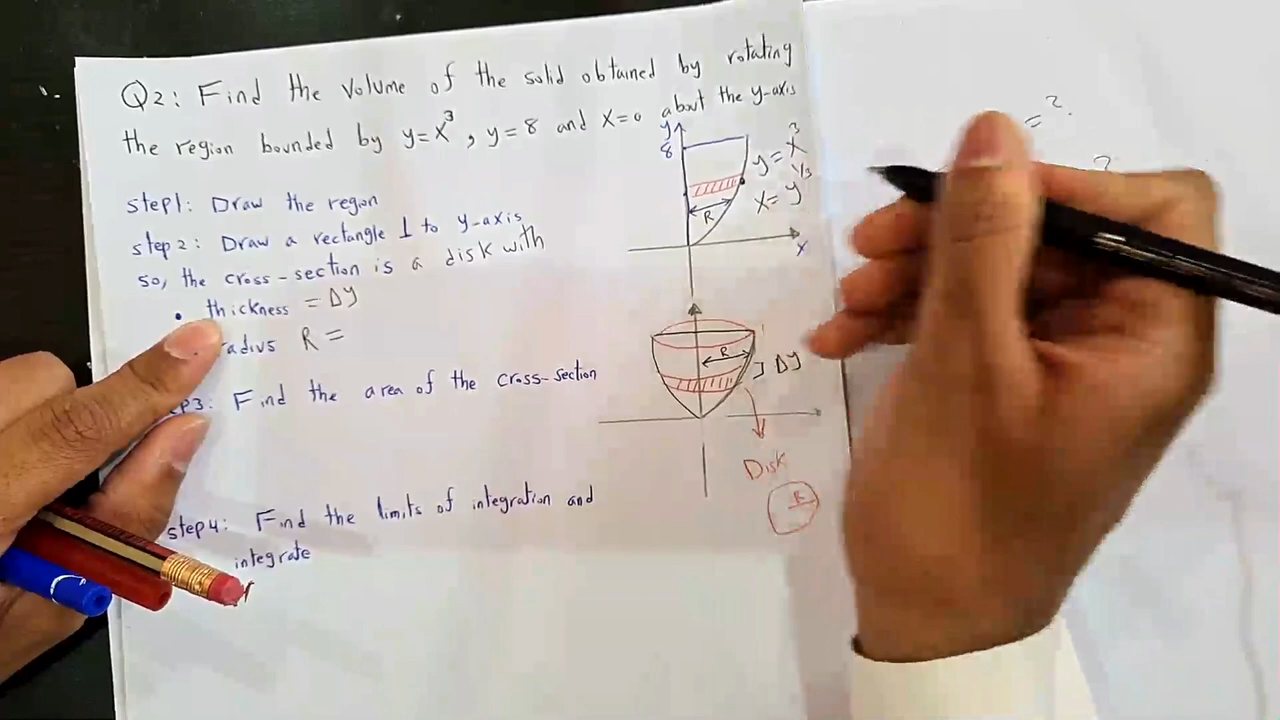 Q2: Find the volume of the solid obtained by rotating
the region bounded by y=x³, y=8 and x=0 about the y-axis
step1: Draw the region
step2: Draw a rectangle ⊥ to y-axis
so, the cross-section is a disk with
• thickness = Δy
adius R =
ep3: Find the area of the cross-section
step4: Find the limits of integration and
integrate
y
8
y=x³
x=y^1/3
R
x
R
Δy
Disk
R
= ?
?